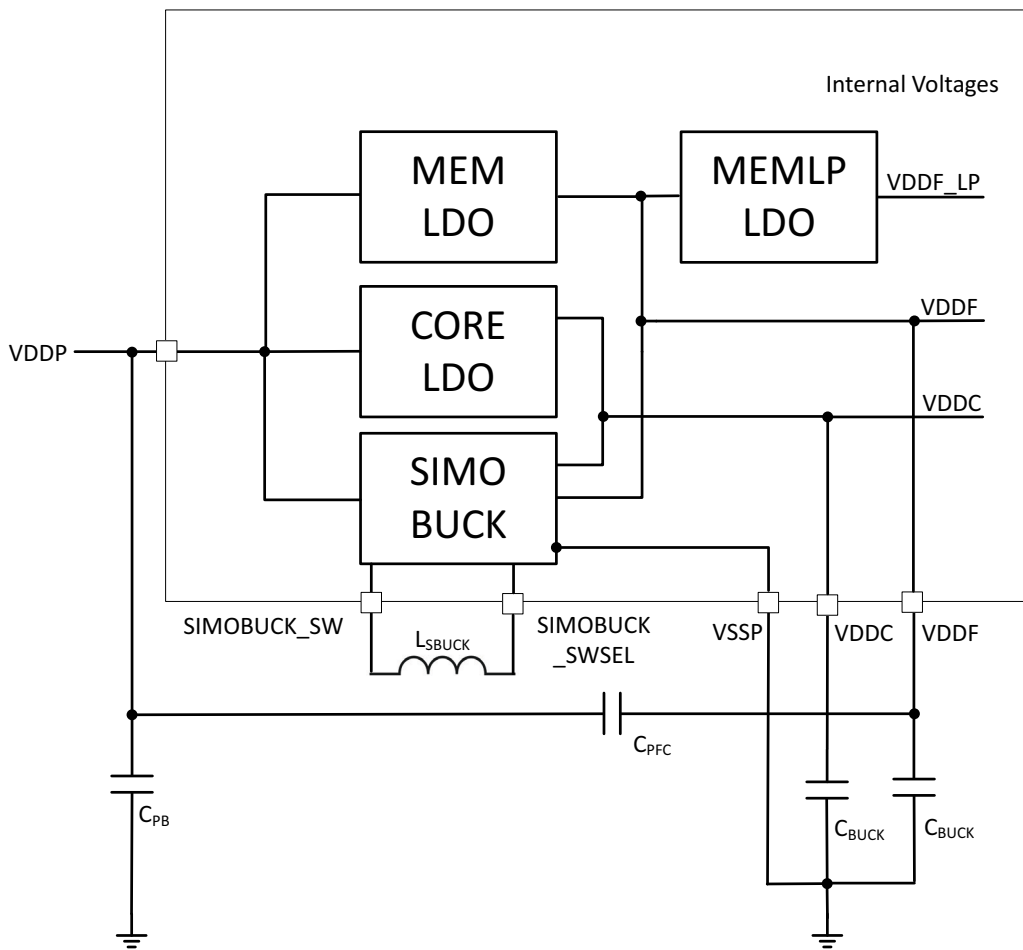 Internal Voltages
MEM
LDO
MEMLP
LDO
VDDF_LP
CORE
LDO
VDDF
VDDP
VDDC
SIMO
BUCK
SIMOBUCK_SW
LSBUCK
SIMOBUCK
_SWSEL
VSSP
VDDC
VDDF
CPFC
CPB
CBUCK
CBUCK